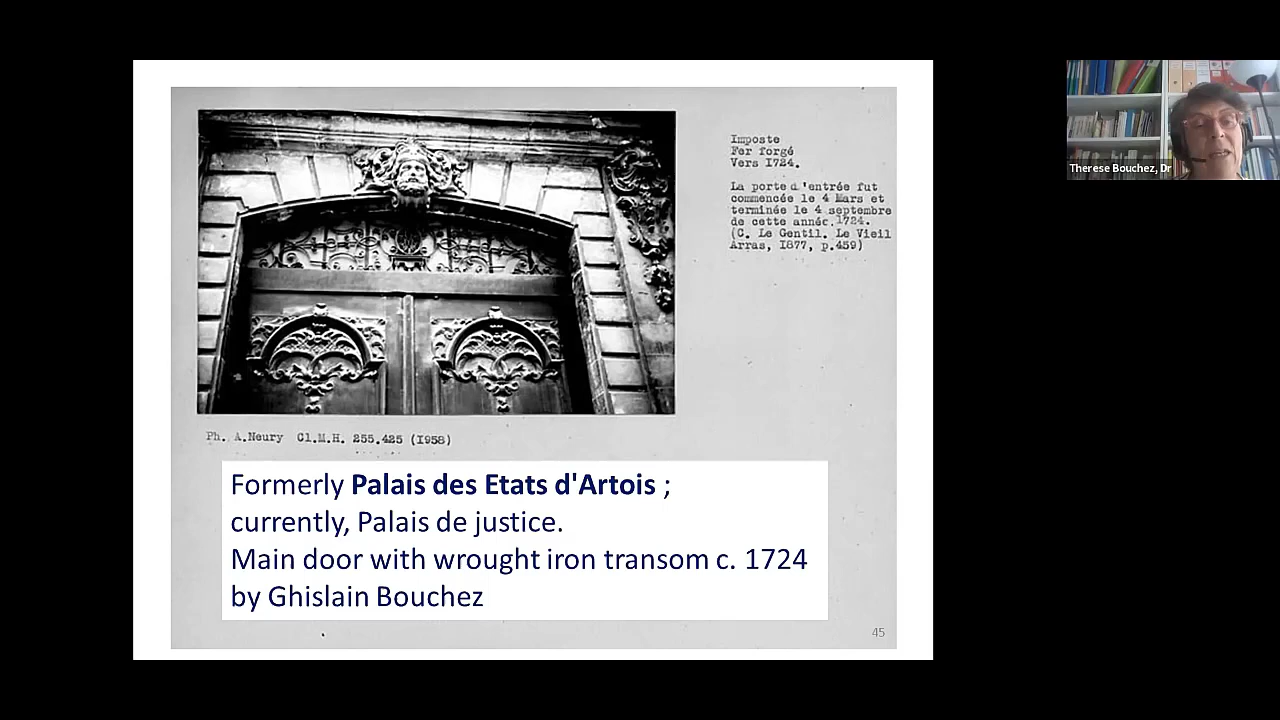 Imposte
Fer forgé
Vers 1724.
La porte d'entrée fut
commencée le 4 Mars et
terminée le 4 septembre
de cette année.1724.
(C. Le Gentil. Le Vieil
Arras, 1877, p.459)
Ph. A.Neury Cl.M.H. 255.425 (1958)
Formerly Palais des Etats d'Artois ;
currently, Palais de justice.
Main door with wrought iron transom c. 1724
by Ghislain Bouchez
45
Therese Bouchez, Dr